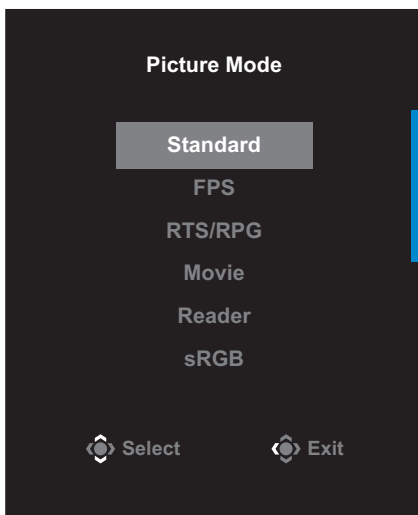 Picture Mode
Standard
FPS
RTS/RPG
Movie
Reader
sRGB
Select Exit